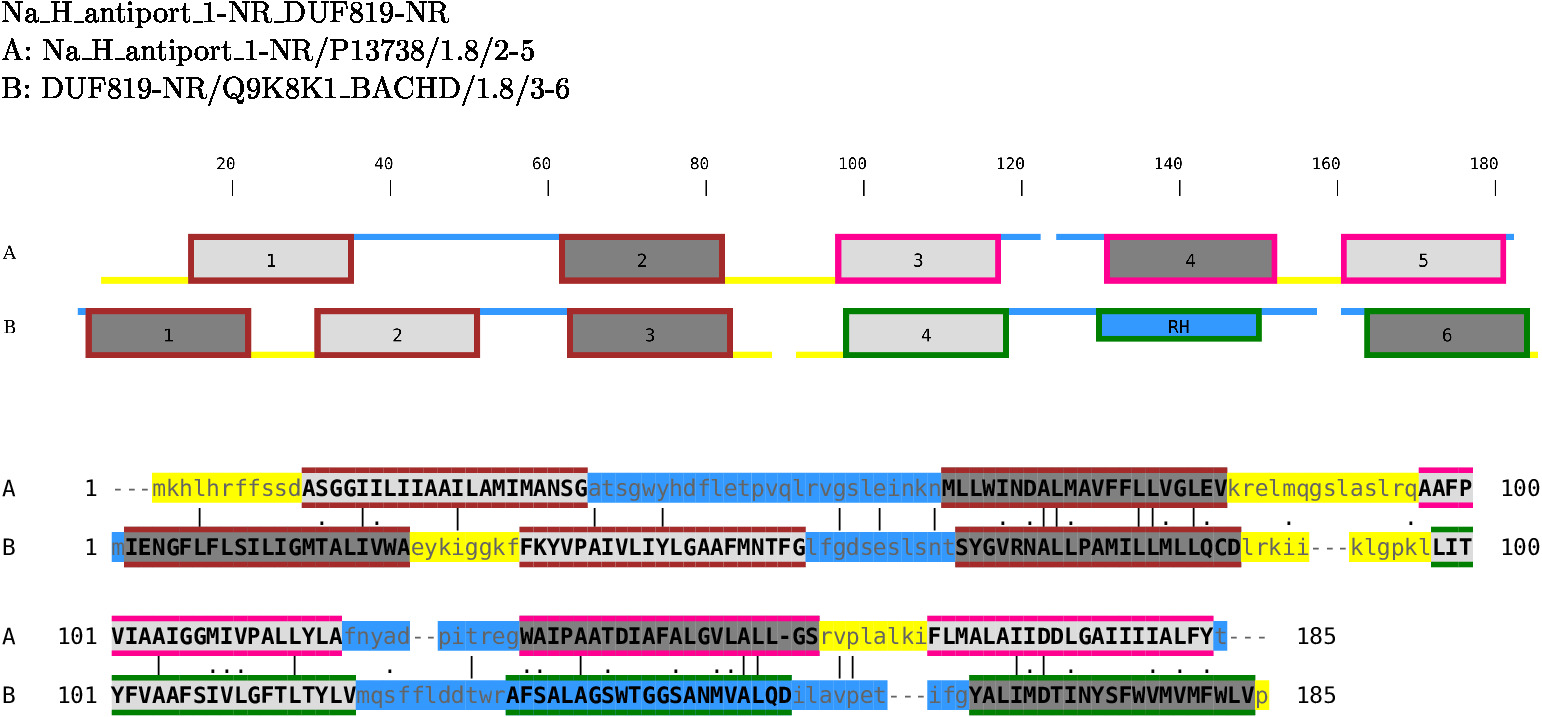 Na_H_antiport_1-NR_DUF819-NR
A: Na_H_antiport_1-NR/P13738/1.8/2-5
B: DUF819-NR/Q9K8K1_BACHD/1.8/3-6
20 40 60 80 100 120 140 160 180
A 1 2 3 4 5
B 1 2 3 4 RH 6
A 1 ---mkhlhrffssdASGGIILIIAAILAMIMANSGatsgwyhdfletpvqlrvgsleinknMLLWINDALMAVFFLLVGLEVkrelmqgslaslrqAAFP 100
B 1 mIENGFLFLSILIGMTALIVWAeykiggkfFKYVPAIVLIYLGAAFMNTFGlfgdseslsntSYGVRNALLPAMILLMLLQCDlrkii---klgpklLIT 100
A 101 VIAAIGGMIVPALLYLAfnyad--pitregWAIPAATDIAFALGVLALL-GSrvplalkiFLMALAIIDDLGAIIIIALFYt--- 185
B 101 YFVAAFSIVLGFTLTYLVmqsfflddtwrAFSALAGSWTGGSANMVALQDilavpet---ifgYALIMDTINYSFWVMVMFWLVp 185